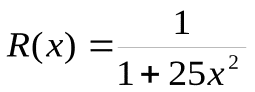 R(x) = 1 / (1 + 25x²)